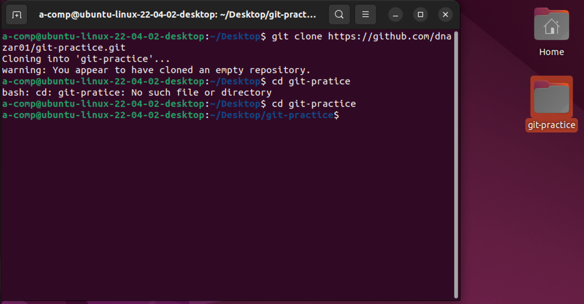 a-comp@ubuntu-linux-22-04-02-desktop: ~/Desktop/git-pract...
a-comp@ubuntu-linux-22-04-02-desktop:~/Desktop$ git clone https://github.com/dna
zar01/git-practice.git
Cloning into 'git-practice'...
warning: You appear to have cloned an empty repository.
a-comp@ubuntu-linux-22-04-02-desktop:~/Desktop$ cd git-pratice
bash: cd: git-pratice: No such file or directory
a-comp@ubuntu-linux-22-04-02-desktop:~/Desktop$ cd git-practice
a-comp@ubuntu-linux-22-04-02-desktop:~/Desktop/git-practice$
Home
git-practice